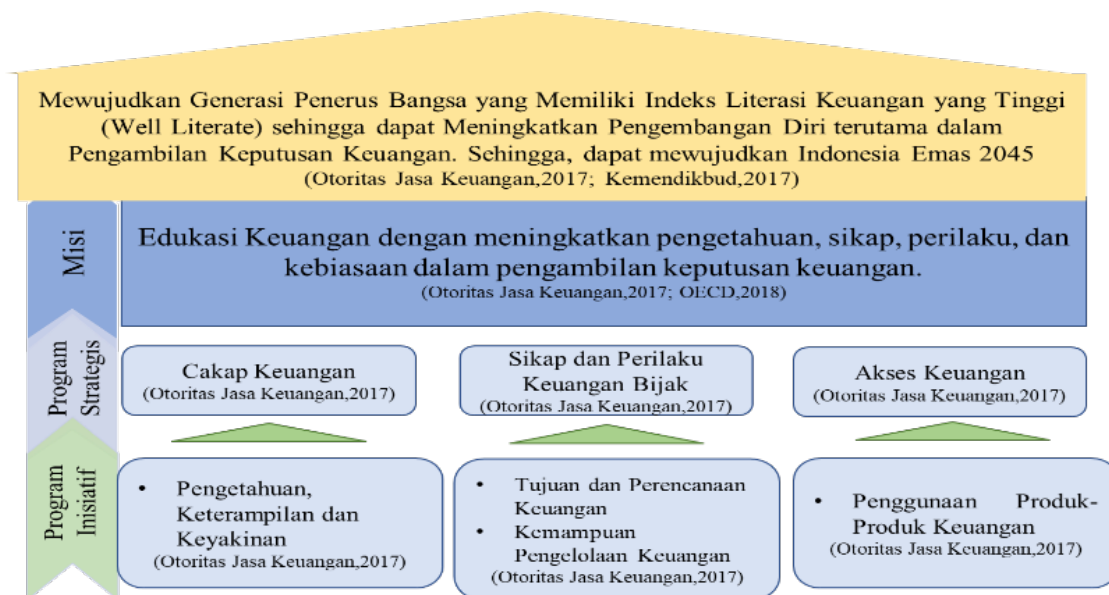 Mewujudkan Generasi Penerus Bangsa yang Memiliki Indeks Literasi Keuangan yang Tinggi
(Well Literate) sehingga dapat Meningkatkan Pengembangan Diri terutama dalam
Pengambilan Keputusan Keuangan. Sehingga, dapat mewujudkan Indonesia Emas 2045
(Otoritas Jasa Keuangan,2017; Kemendikbud,2017)
Misi
Edukasi Keuangan dengan meningkatkan pengetahuan, sikap, perilaku, dan
kebiasaan dalam pengambilan keputusan keuangan.
(Otoritas Jasa Keuangan,2017; OECD,2018)
Program
Strategis
Cakap Keuangan
(Otoritas Jasa Keuangan,2017)
Sikap dan Perilaku
Keuangan Bijak
(Otoritas Jasa Keuangan,2017)
Akses Keuangan
(Otoritas Jasa Keuangan,2017)
Program
Inisiatif
• Pengetahuan,
Keterampilan dan
Keyakinan
(Otoritas Jasa Keuangan,2017)
• Tujuan dan Perencanaan
Keuangan
• Kemampuan
Pengelolaan Keuangan
(Otoritas Jasa Keuangan,2017)
• Penggunaan Produk-
Produk Keuangan
(Otoritas Jasa Keuangan,2017)